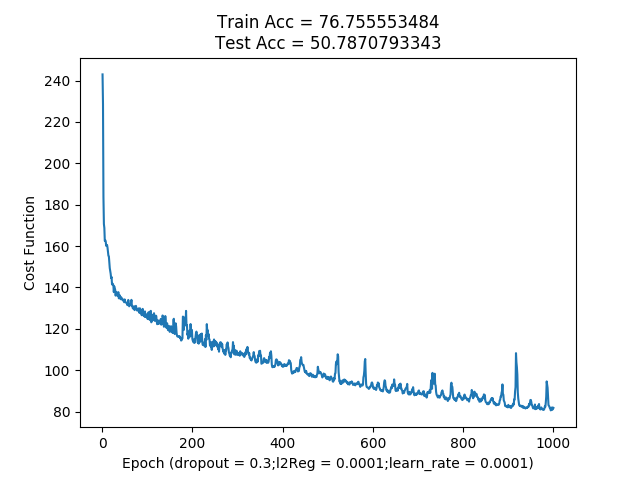 Train Acc = 76.755553484
Test Acc = 50.7870793343
240
220
200
180
160
140
120
100
80
Cost Function
0 200 400 600 800 1000
Epoch (dropout = 0.3;l2Reg = 0.0001;learn_rate = 0.0001)